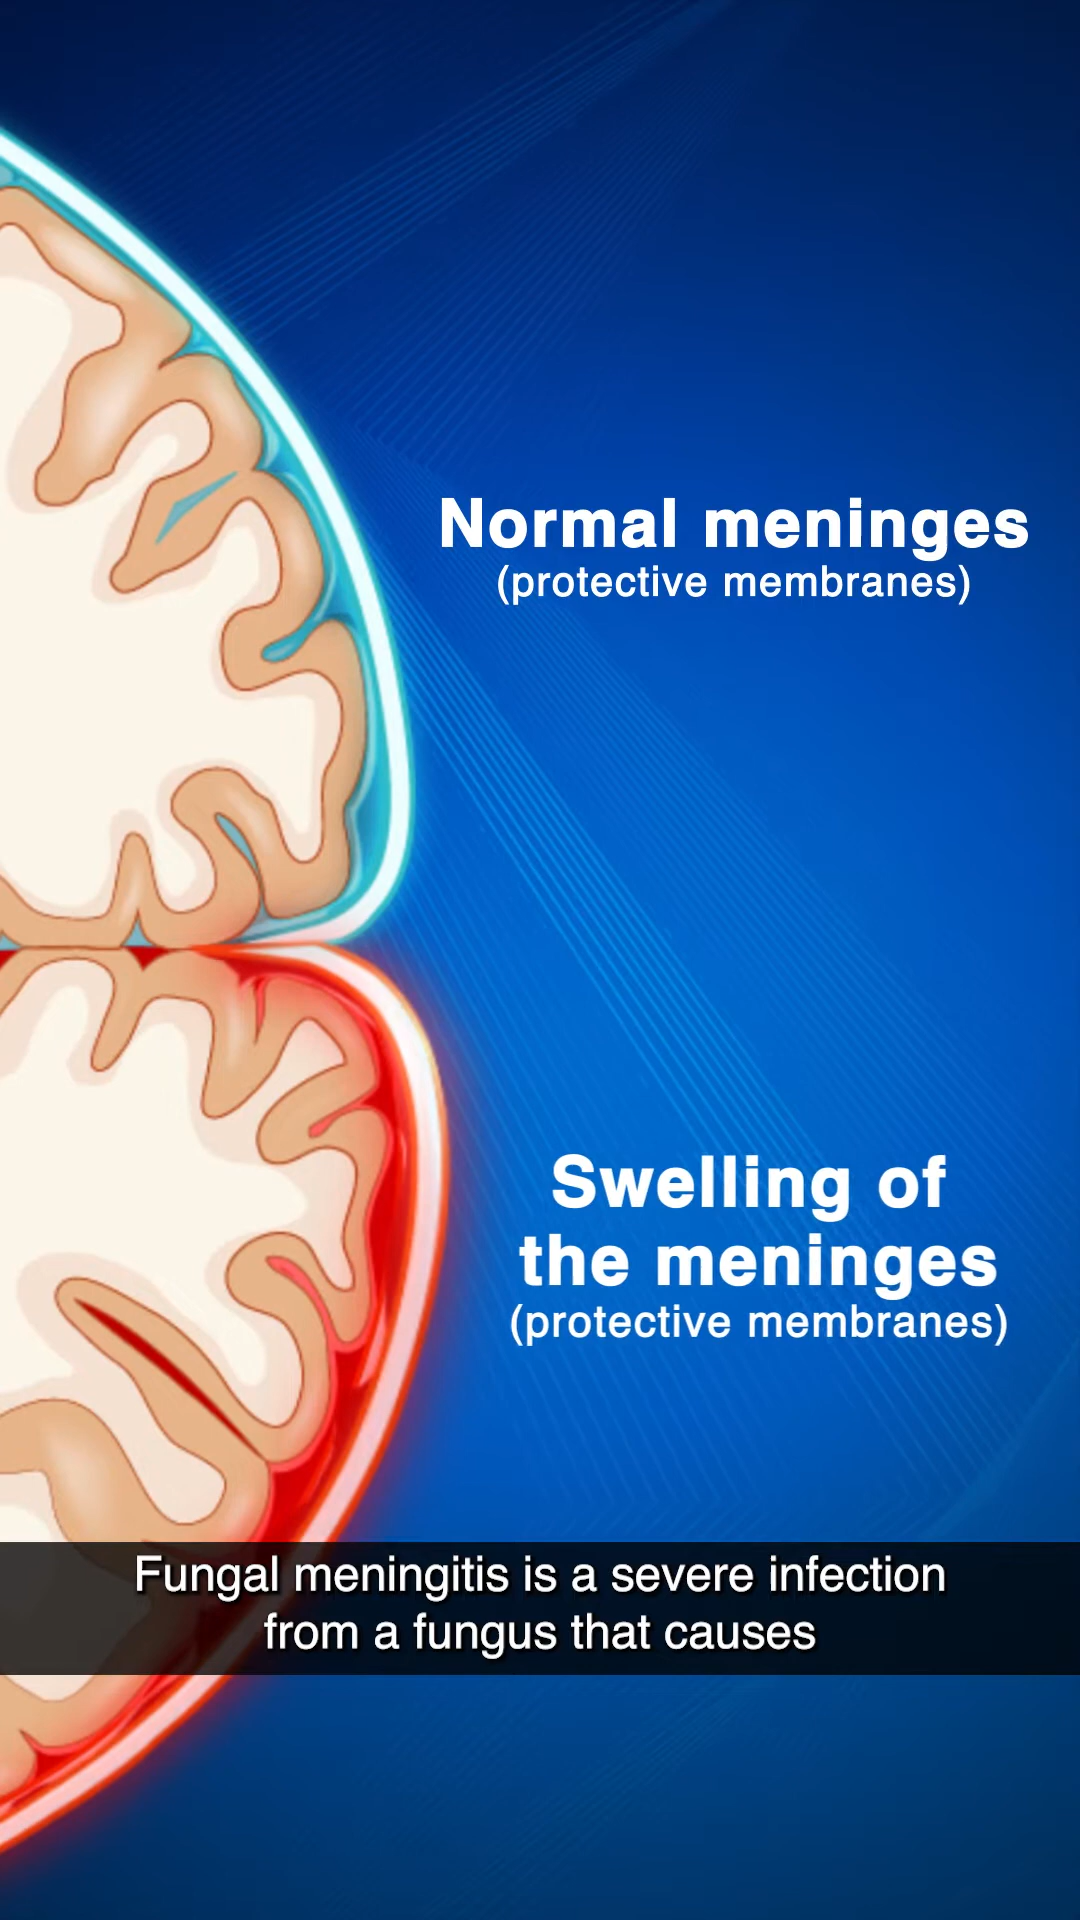 Normal meninges
(protective membranes)
Swelling of
the meninges
(protective membranes)
Fungal meningitis is a severe infection
from a fungus that causes